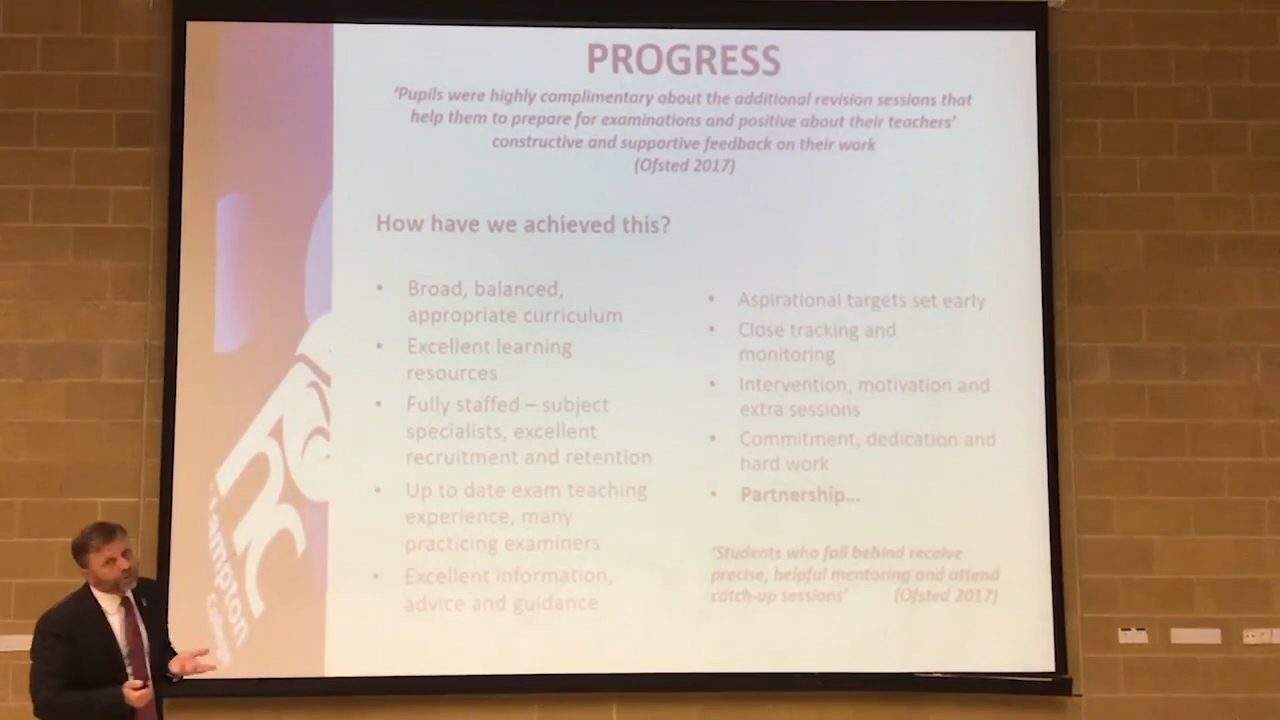 PROGRESS
‘Pupils were highly complimentary about the additional revision sessions that
help them to prepare for examinations and positive about their teachers’
constructive and supportive feedback on their work
(Ofsted 2017)
How have we achieved this?
• Broad, balanced,
appropriate curriculum
• Excellent learning
resources
• Fully staffed – subject
specialists, excellent
recruitment and retention
• Up to date exam teaching
experience, many
practicing examiners
• Excellent information,
advice and guidance
• Aspirational targets set early
• Close tracking and
monitoring
• Intervention, motivation and
extra sessions
• Commitment, dedication and
hard work
• Partnership…
‘Students who fall behind receive
precise, helpful mentoring and attend
catch-up sessions’ (Ofsted 2017)